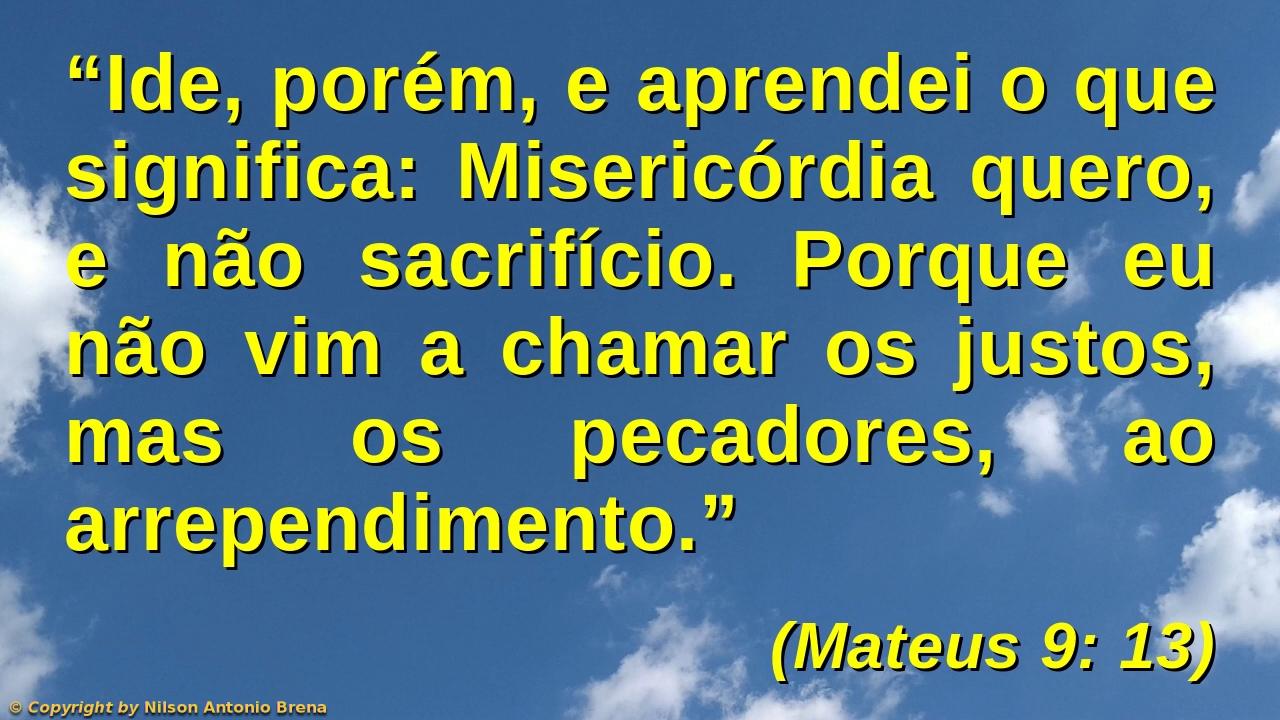 “Ide, porém, e aprendei o que
significa: Misericórdia quero,
e não sacrifício. Porque eu
não vim a chamar os justos,
mas os pecadores, ao
arrependimento.”
(Mateus 9: 13)
© Copyright by Nilson Antonio Brena